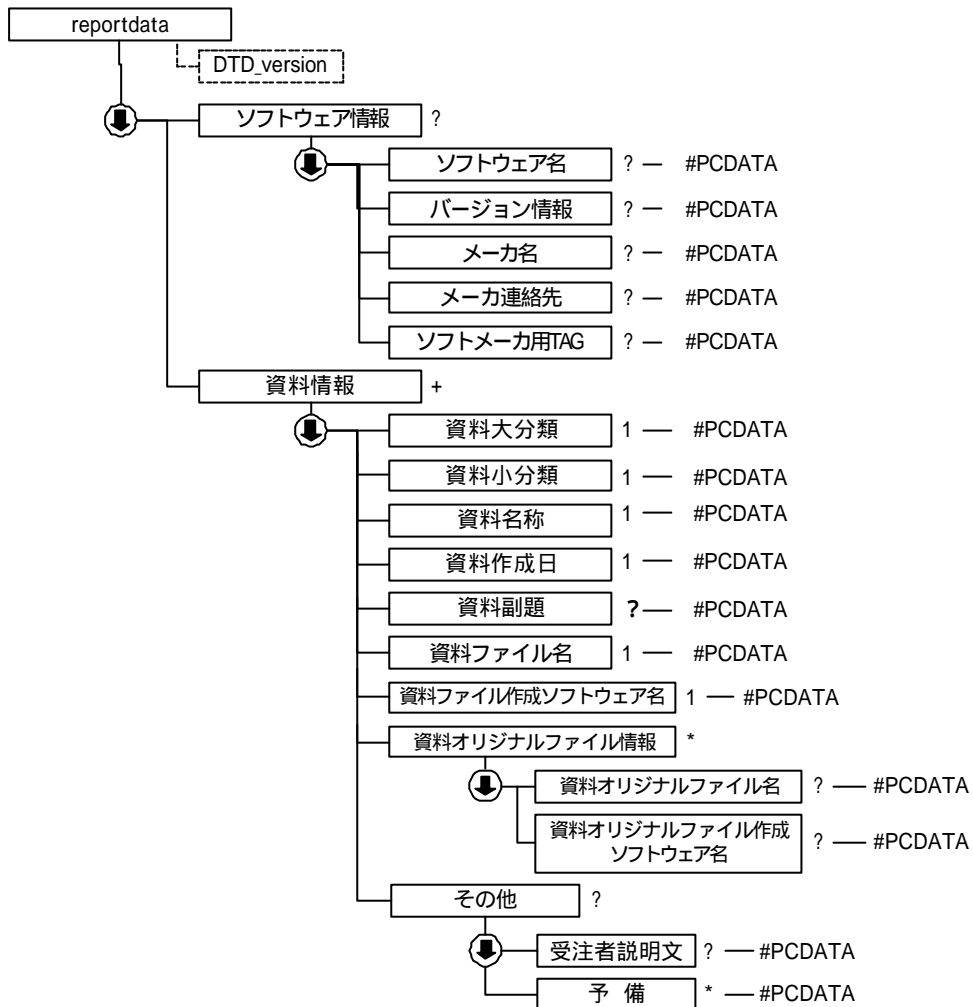 reportdata
DTD_version
ソフトウェア情報 ?
ソフトウェア名 ? — #PCDATA
バージョン情報 ? — #PCDATA
メーカ名 ? — #PCDATA
メーカ連絡先 ? — #PCDATA
ソフトメーカ用TAG ? — #PCDATA
資料情報 +
資料大分類 1 — #PCDATA
資料小分類 1 — #PCDATA
資料名称 1 — #PCDATA
資料作成日 1 — #PCDATA
資料副題 ? — #PCDATA
資料ファイル名 1 — #PCDATA
資料ファイル作成ソフトウェア名 1 — #PCDATA
資料オリジナルファイル情報 *
資料オリジナルファイル名 ? — #PCDATA
資料オリジナルファイル作成
ソフトウェア名 ? — #PCDATA
その他 ?
受注者説明文 ? — #PCDATA
予 備 * — #PCDATA